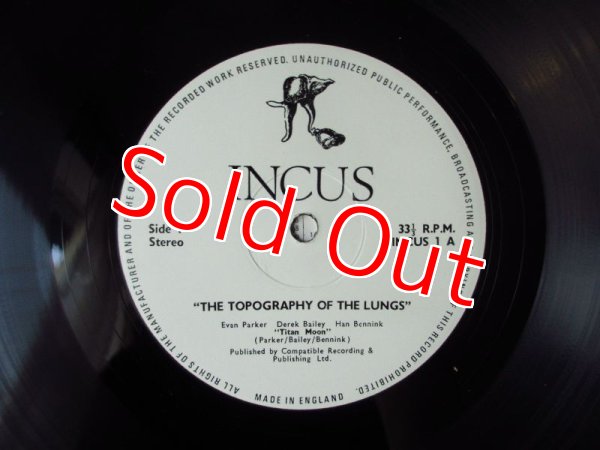 ALL RIGHTS OF THE MANUFACTURER AND OF THE OWNER OF THE RECORDED WORK RESERVED. UNAUTHORIZED PUBLIC PERFORMANCE, BROADCASTING A OF THIS RECORD PROHIBITED.
INCUS
Sold Out
Side
Stereo
33⅓ R.P.M.
INCUS 1 A
"THE TOPOGRAPHY OF THE LUNGS"
Evan Parker Derek Bailey Han Bennink
"Titan Moon"
(Parker/Bailey/Bennink)
Published by Compatible Recording &
Publishing Ltd.
MADE IN ENGLAND